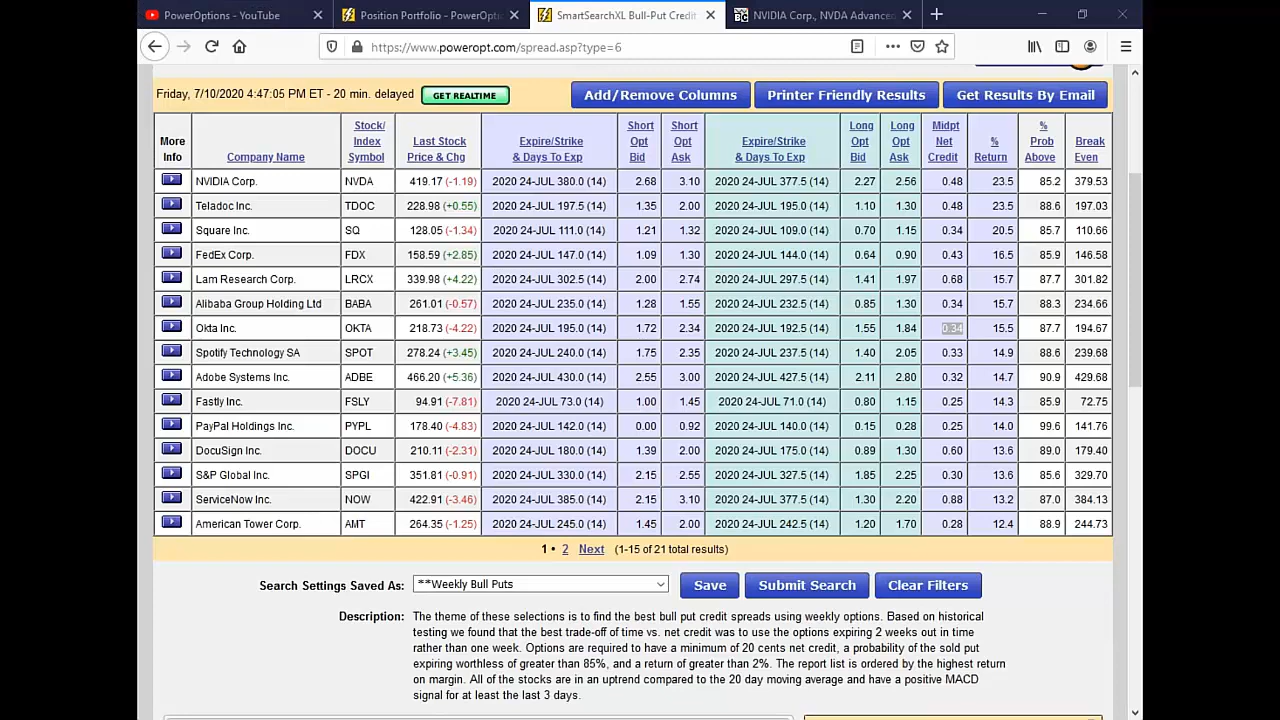 PowerOptions - YouTube
Position Portfolio - PowerOpti
SmartSearchXL Bull-Put Credit
NVIDIA Corp., NVDA Advance
https://www.poweropt.com/spread.asp?type=6
Friday, 7/10/2020 4:47:05 PM ET - 20 min. delayed GET REALTIME Add/Remove Columns Printer Friendly Results Get Results By Email
More Info Company Name Stock/ Index Symbol Last Stock Price & Chg Expire/Strike & Days To Exp Short Opt Bid Short Opt Ask Expire/Strike & Days To Exp Long Opt Bid Long Opt Ask Midpt Net Credit % Return % Prob Above Break Even
NVIDIA Corp. NVDA 419.17 (-1.19) 2020 24-JUL 380.0 (14) 2.68 3.10 2020 24-JUL 377.5 (14) 2.27 2.56 0.48 23.5 85.2 379.53
Teladoc Inc. TDOC 228.98 (+0.55) 2020 24-JUL 197.5 (14) 1.35 2.00 2020 24-JUL 195.0 (14) 1.10 1.30 0.48 23.5 88.6 197.03
Square Inc. SQ 128.05 (-1.34) 2020 24-JUL 111.0 (14) 1.21 1.32 2020 24-JUL 109.0 (14) 0.70 1.15 0.34 20.5 85.7 110.66
FedEx Corp. FDX 158.59 (+2.85) 2020 24-JUL 147.0 (14) 1.09 1.30 2020 24-JUL 144.0 (14) 0.64 0.90 0.43 16.5 85.9 146.58
Lam Research Corp. LRCX 339.98 (+4.22) 2020 24-JUL 302.5 (14) 2.00 2.74 2020 24-JUL 297.5 (14) 1.41 1.97 0.68 15.7 87.7 301.82
Alibaba Group Holding Ltd BABA 261.01 (-0.57) 2020 24-JUL 235.0 (14) 1.28 1.55 2020 24-JUL 232.5 (14) 0.85 1.30 0.34 15.7 88.3 234.66
Okta Inc. OKTA 218.73 (-4.22) 2020 24-JUL 195.0 (14) 1.72 2.34 2020 24-JUL 192.5 (14) 1.55 1.84 0.34 15.5 87.7 194.67
Spotify Technology SA SPOT 278.24 (+3.45) 2020 24-JUL 240.0 (14) 1.75 2.35 2020 24-JUL 237.5 (14) 1.40 2.05 0.33 14.9 88.6 239.68
Adobe Systems Inc. ADBE 466.20 (+5.36) 2020 24-JUL 430.0 (14) 2.55 3.00 2020 24-JUL 427.5 (14) 2.11 2.80 0.32 14.7 90.9 429.68
Fastly Inc. FSLY 94.91 (-7.81) 2020 24-JUL 73.0 (14) 1.00 1.45 2020 24-JUL 71.0 (14) 0.80 1.15 0.25 14.3 85.9 72.75
PayPal Holdings Inc. PYPL 178.40 (-4.83) 2020 24-JUL 142.0 (14) 0.00 0.92 2020 24-JUL 140.0 (14) 0.15 0.28 0.25 14.0 99.6 141.76
DocuSign Inc. DOCU 210.11 (-2.31) 2020 24-JUL 180.0 (14) 1.39 2.00 2020 24-JUL 175.0 (14) 0.89 1.30 0.60 13.6 89.0 179.40
S&P Global Inc. SPGI 351.81 (-0.91) 2020 24-JUL 330.0 (14) 2.15 2.55 2020 24-JUL 327.5 (14) 1.85 2.25 0.30 13.6 85.6 329.70
ServiceNow Inc. NOW 422.91 (-3.46) 2020 24-JUL 385.0 (14) 2.15 3.10 2020 24-JUL 377.5 (14) 1.30 2.20 0.88 13.2 87.0 384.13
American Tower Corp. AMT 264.35 (-1.25) 2020 24-JUL 245.0 (14) 1.45 2.00 2020 24-JUL 242.5 (14) 1.20 1.70 0.28 12.4 88.9 244.73
1 • 2 Next (1-15 of 21 total results)
Search Settings Saved As: **Weekly Bull Puts Save Submit Search Clear Filters
Description: The theme of these selections is to find the best bull put credit spreads using weekly options. Based on historical
testing we found that the best trade-off of time vs. net credit was to use the options expiring 2 weeks out in time
rather than one week. Options are required to have a minimum of 20 cents net credit, a probability of the sold put
expiring worthless of greater than 85%, and a return of greater than 2%. The report list is ordered by the highest return
on margin. All of the stocks are in an uptrend compared to the 20 day moving average and have a positive MACD
signal for at least the last 3 days.